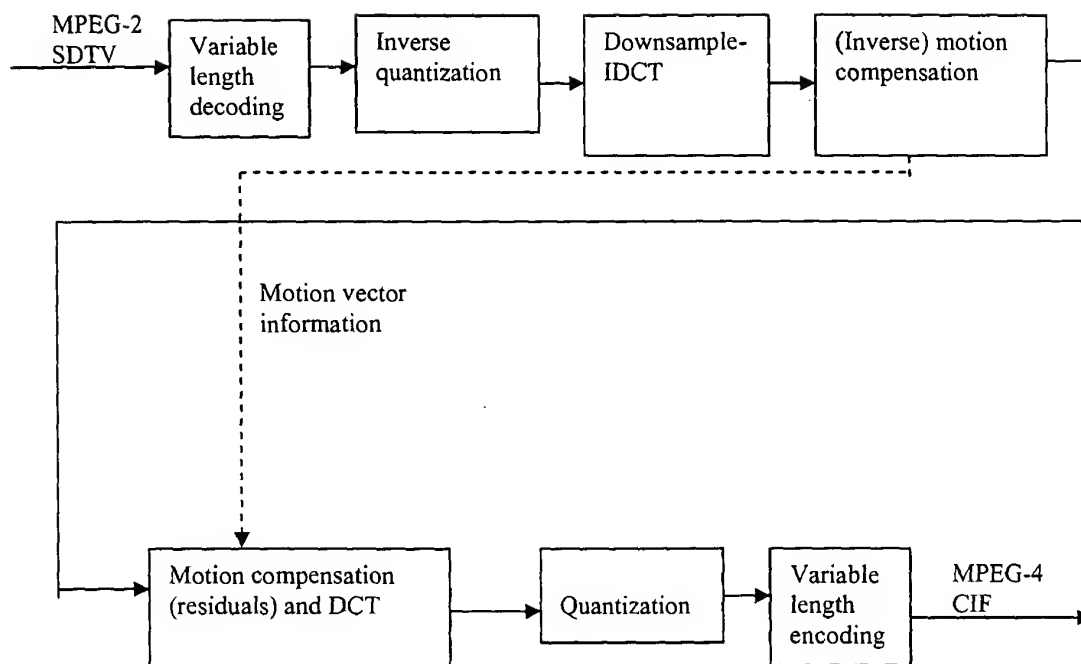 MPEG-2
SDTV
Variable
length
decoding
Inverse
quantization
Downsample-
IDCT
(Inverse) motion
compensation
Motion vector
information
Motion compensation
(residuals) and DCT
Quantization
Variable
length
encoding
MPEG-4
CIF